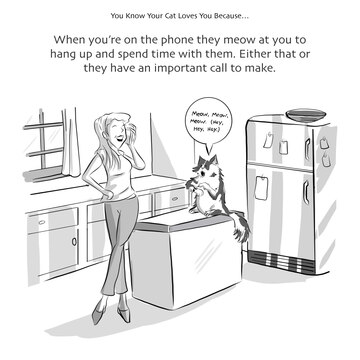 You Know Your Cat Loves You Because...
When you're on the phone they meow at you to
hang up and spend time with them. Either that or
they have an important call to make.
Meow, Meow,
Meow. (Hey,
Hey, Hey.)